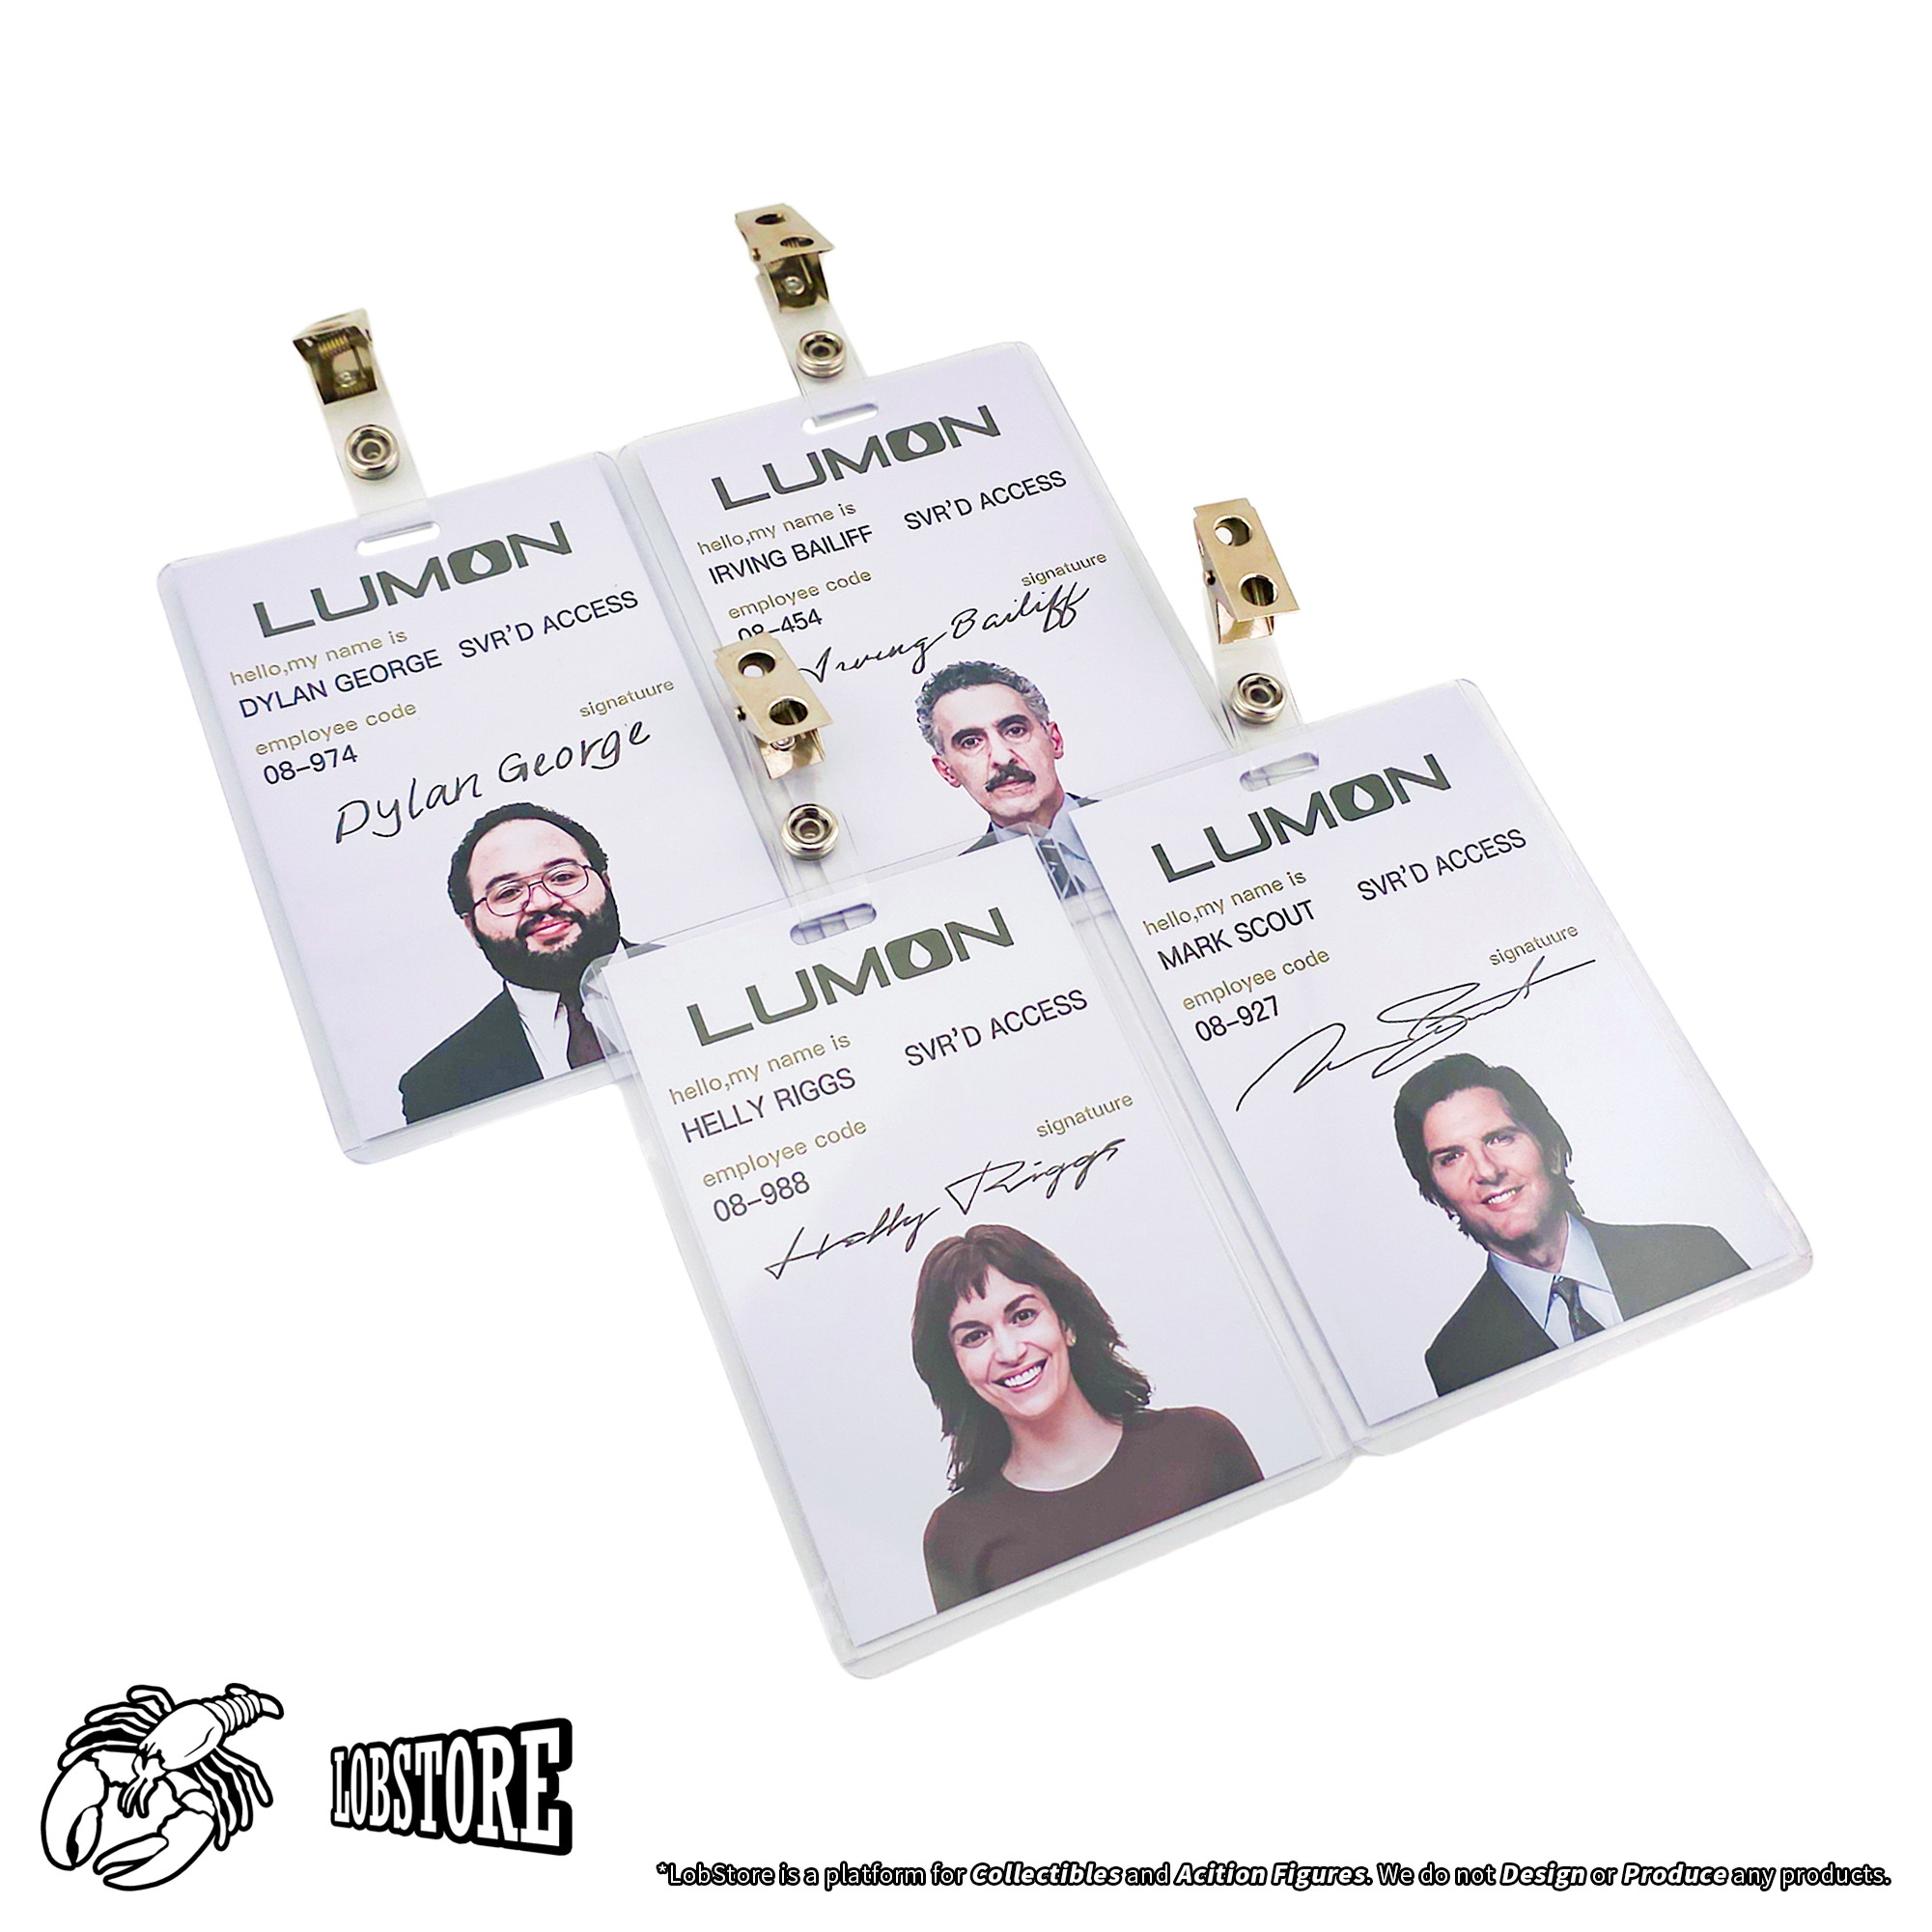 LUMON
hello,my name is
DYLAN GEORGE SVR'D ACCESS
employee code
08-974
signatuure
Dylan George
LUMON
hello,my name is
IRVING BAILIFF SVR'D ACCESS
employee code
08-454
signatuure
Irving Bailiff
LUMON
hello,my name is
HELLY RIGGS SVR'D ACCESS
employee code
08-988
signatuure
Helly Riggs
LUMON
hello,my name is
MARK SCOUT SVR'D ACCESS
employee code
08-927
signatuure
LOBSTORE
*LobStore is a platform for Collectibles and Acition Figures. We do not Design or Produce any products.